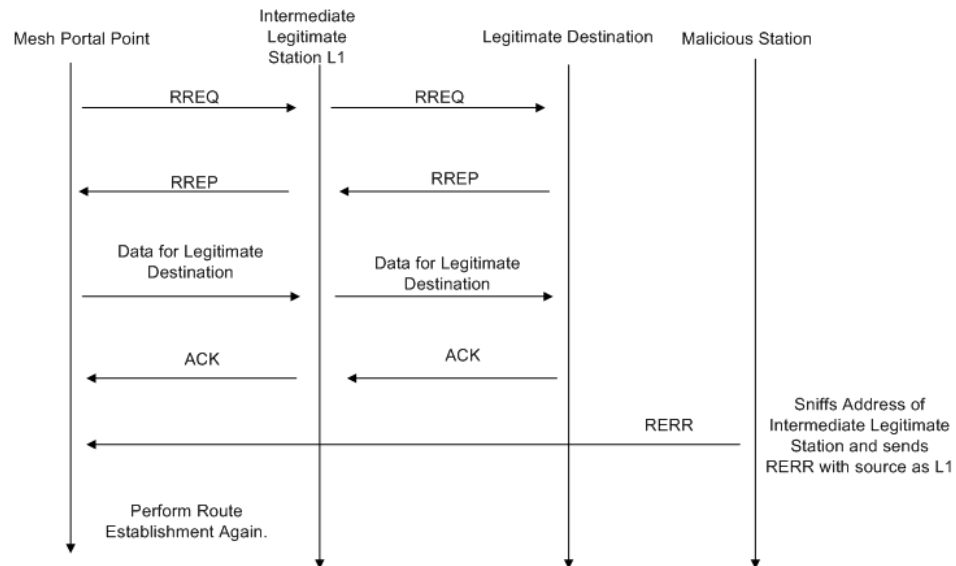 Mesh Portal Point
Intermediate
Legitimate
Station L1
Legitimate Destination
Malicious Station
RREQ
RREQ
RREP
RREP
Data for Legitimate
Destination
Data for Legitimate
Destination
ACK
ACK
RERR
Sniffs Address of
Intermediate Legitimate
Station and sends
RERR with source as L1
Perform Route
Establishment Again.